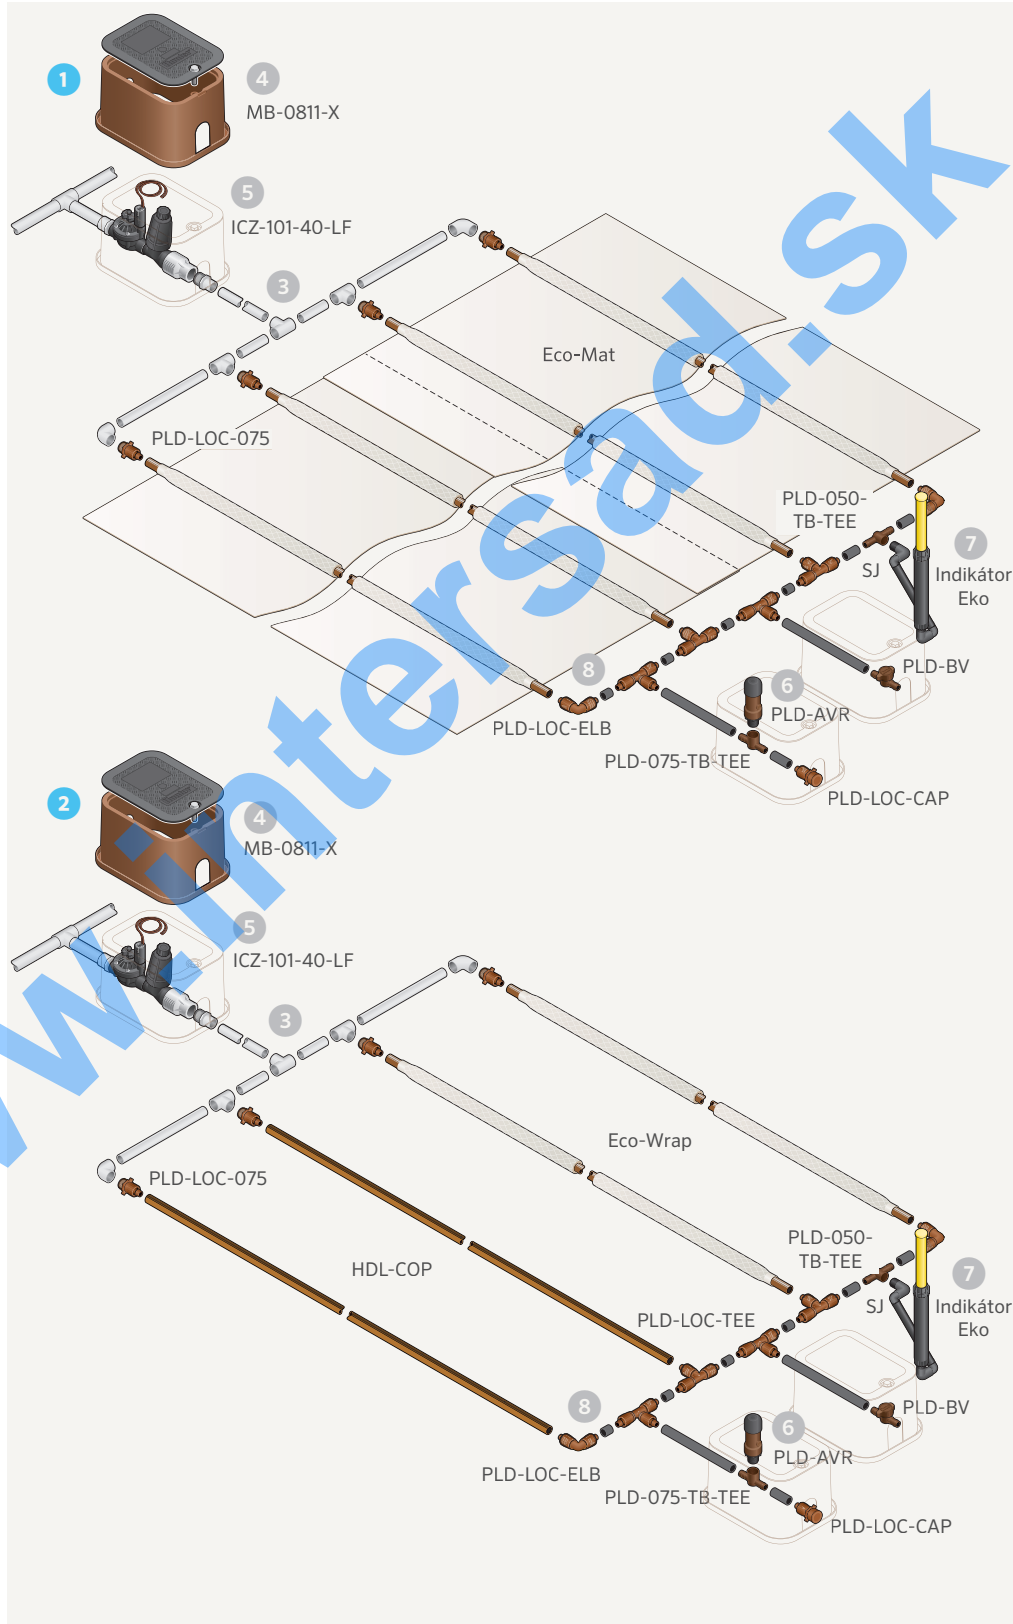 1
4
MB-0811-X
5
ICZ-101-40-LF
3
Eco-Mat
PLD-LOC-075
PLD-050-
TB-TEE
7
SJ
Indikátor
Eko
PLD-BV
8
6
PLD-AVR
PLD-LOC-ELB
PLD-075-TB-TEE
PLD-LOC-CAP
2
4
MB-0811-X
5
ICZ-101-40-LF
3
Eco-Wrap
PLD-LOC-075
PLD-050-
TB-TEE
HDL-COP
7
SJ
Indikátor
Eko
PLD-LOC-TEE
PLD-BV
8
6
PLD-AVR
PLD-LOC-ELB
PLD-075-TB-TEE
PLD-LOC-CAP
w.intersad.sk